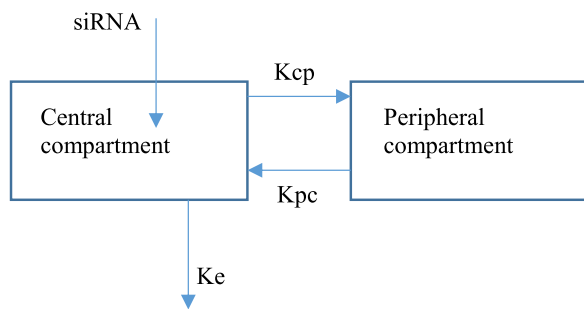 siRNA
Kcp
Central
compartment
Peripheral
compartment
Kpc
Ke